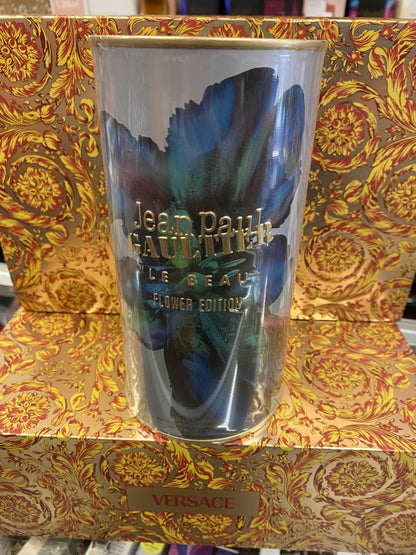 Jean Paul
GAULTIER
"LE BEAU"
FLOWER EDITION
VERSACE